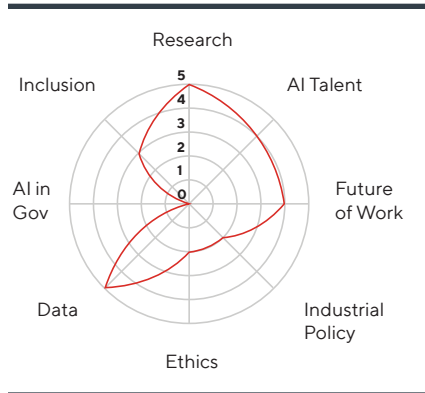 Research
Inclusion
AI Talent
5
4
3
2
1
0
AI in
Gov
Future
of Work
Data
Industrial
Policy
Ethics